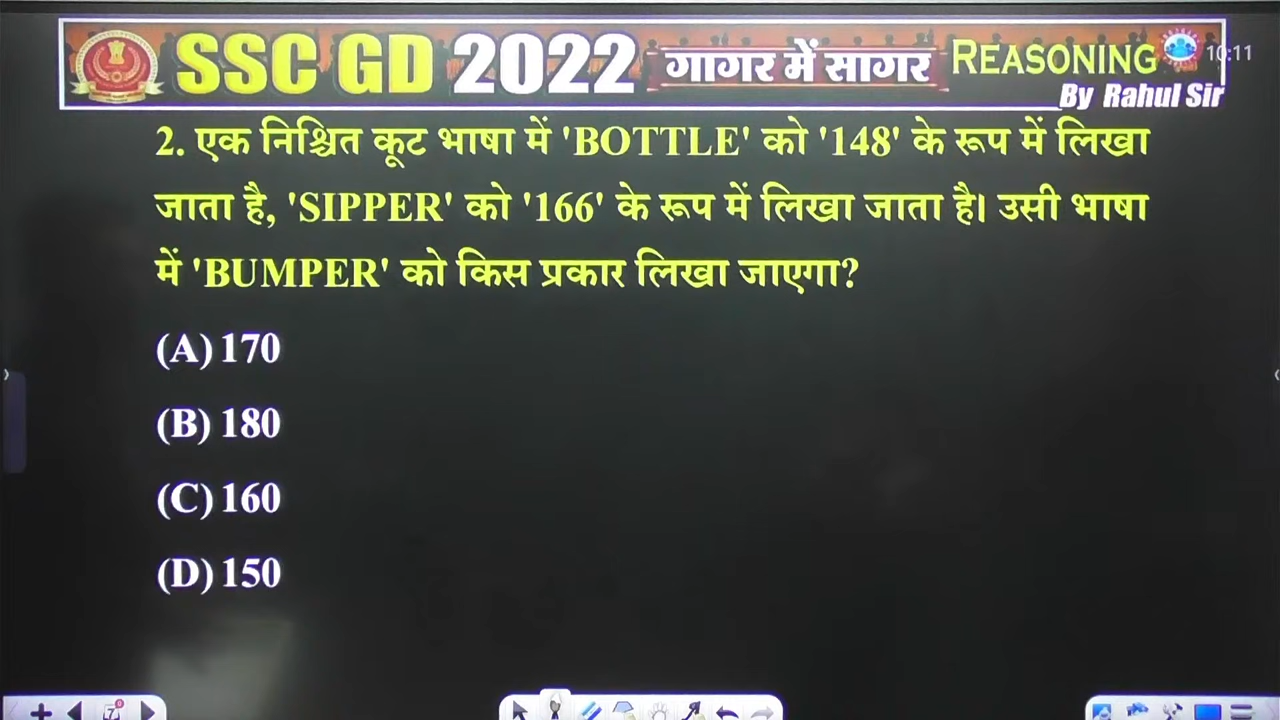 SSC GD 2022 गागर में सागर REASONING 10:11
By Rahul Sir
2. एक निश्चित कूट भाषा में 'BOTTLE' को '148' के रूप में लिखा
जाता है, 'SIPPER' को '166' के रूप में लिखा जाता है। उसी भाषा
में 'BUMPER' को किस प्रकार लिखा जाएगा?
(A) 170
(B) 180
(C) 160
(D) 150